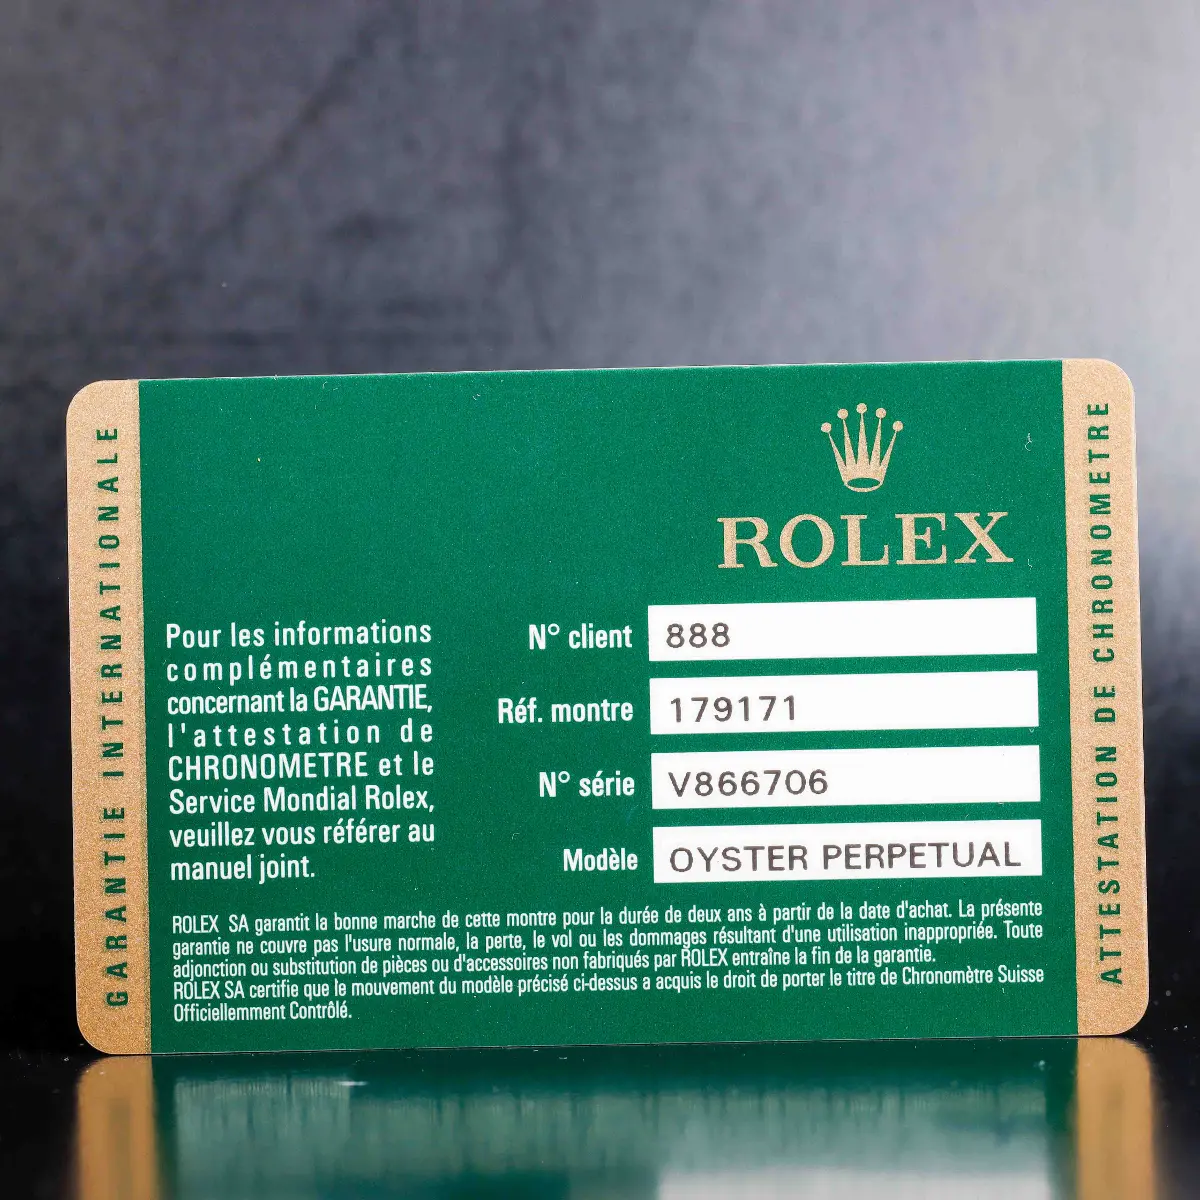 GARANTIE INTERNATIONALE
ROLEX
Pour les informations
complémentaires
concernant la GARANTIE,
l'attestation de
CHRONOMETRE et le
Service Mondial Rolex,
veuillez vous référer au
manuel joint.
N° client 888
Réf. montre 179171
N° série V866706
Modèle OYSTER PERPETUAL
ROLEX SA garantit la bonne marche de cette montre pour la durée de deux ans à partir de la date d'achat. La présente
garantie ne couvre pas l'usure normale, la perte, le vol ou les dommages résultant d'une utilisation inappropriée. Toute
adjonction ou substitution de pièces ou d'accessoires non fabriqués par ROLEX entraîne la fin de la garantie.
ROLEX SA certifie que le mouvement du modèle précisé ci-dessus a acquis le droit de porter le titre de Chronomètre Suisse
Officiellemment Contrôlé.
ATTESTATION DE CHRONOMETRE